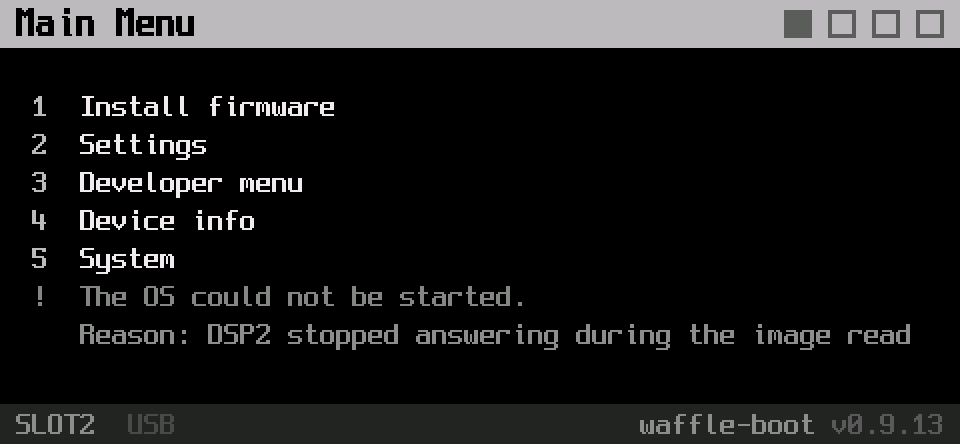 Main Menu
1 Install firmware
2 Settings
3 Developer menu
4 Device info
5 System
! The OS could not be started.
Reason: DSP2 stopped answering during the image read
SLOT2 USB waffle-boot v0.9.13